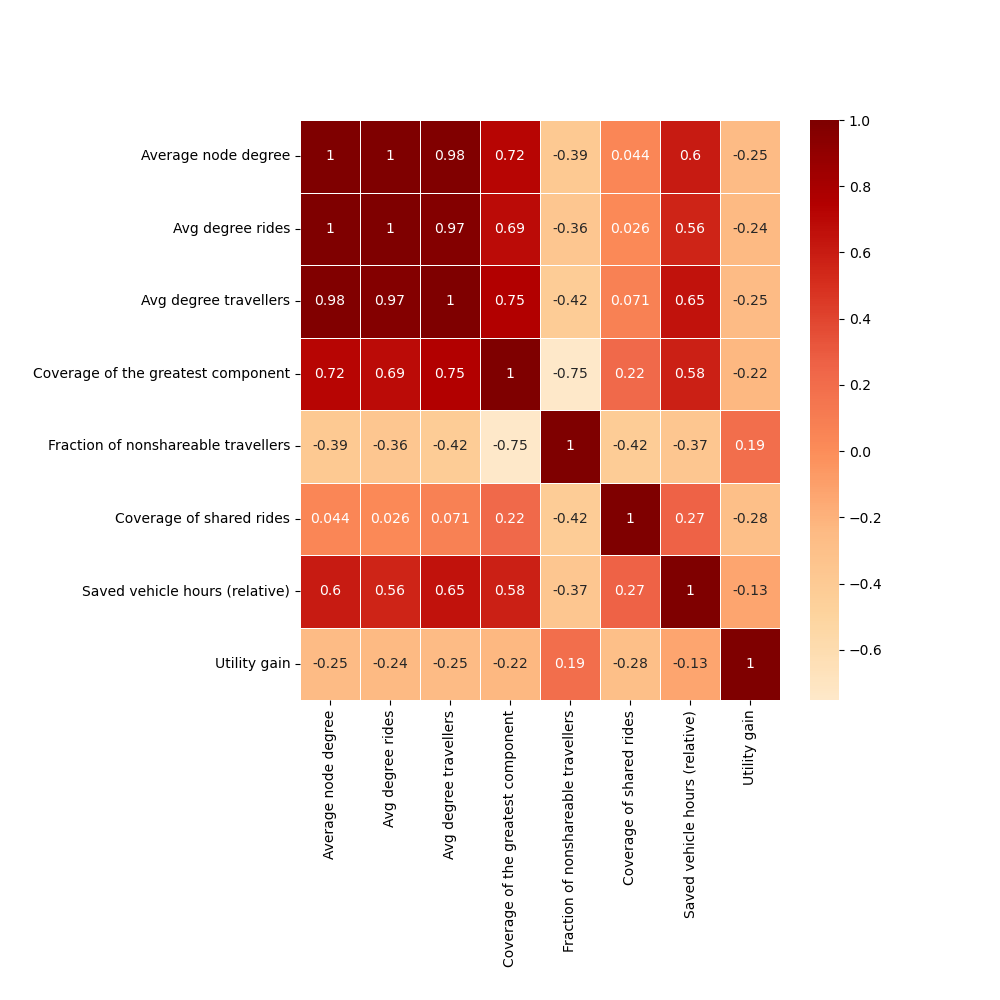 Average node degree 1 1 0.98 0.72 -0.39 0.044 0.6 -0.25
Avg degree rides 1 1 0.97 0.69 -0.36 0.026 0.56 -0.24
Avg degree travellers 0.98 0.97 1 0.75 -0.42 0.071 0.65 -0.25
Coverage of the greatest component 0.72 0.69 0.75 1 -0.75 0.22 0.58 -0.22
Fraction of nonshareable travellers -0.39 -0.36 -0.42 -0.75 1 -0.42 -0.37 0.19
Coverage of shared rides 0.044 0.026 0.071 0.22 -0.42 1 0.27 -0.28
Saved vehicle hours (relative) 0.6 0.56 0.65 0.58 -0.37 0.27 1 -0.13
Utility gain -0.25 -0.24 -0.25 -0.22 0.19 -0.28 -0.13 1
Average node degree
Avg degree rides
Avg degree travellers
Coverage of the greatest component
Fraction of nonshareable travellers
Coverage of shared rides
Saved vehicle hours (relative)
Utility gain
1.0
0.8
0.6
0.4
0.2
0.0
−0.2
−0.4
−0.6